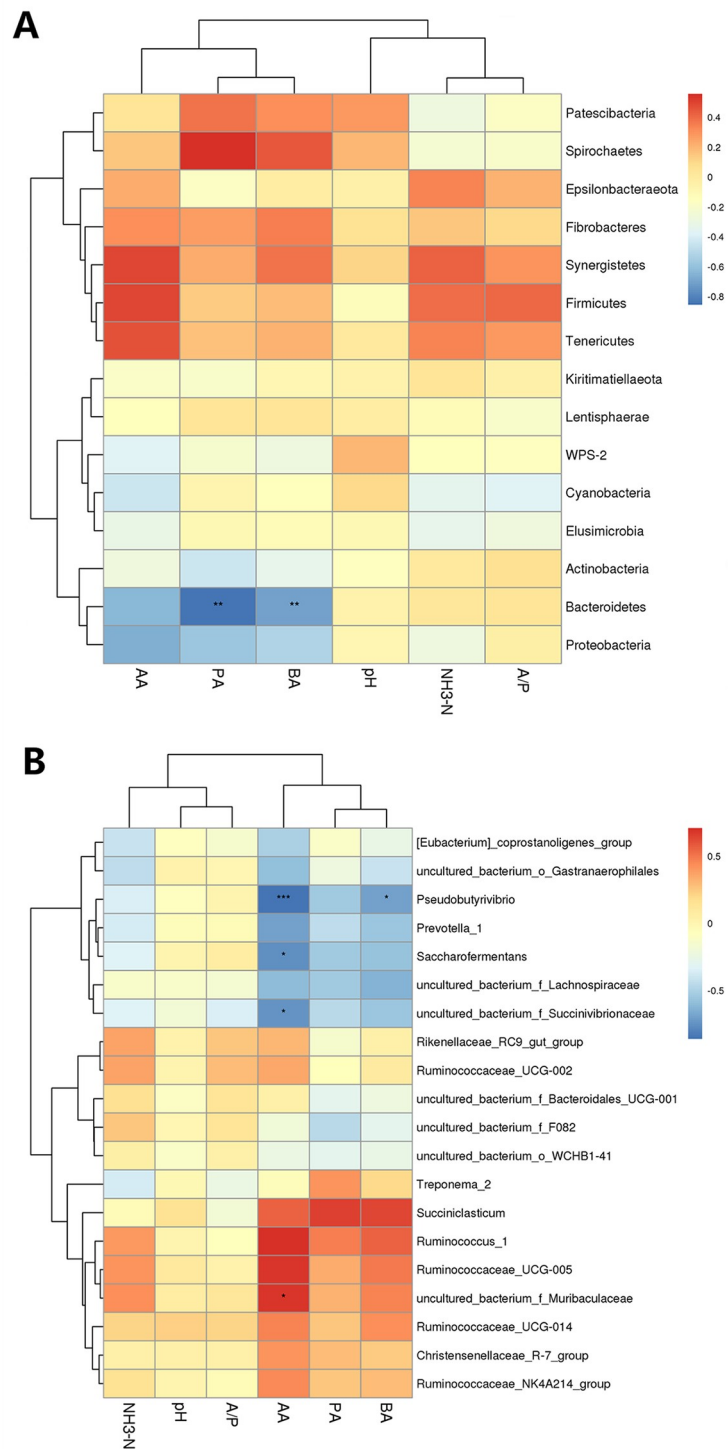 A
Patescibacteria
Spirochaetes
Epsilonbacteraeota
Fibrobacteres
Synergistetes
Firmicutes
Tenericutes
Kiritimatiellaeota
Lentisphaerae
WPS-2
Cyanobacteria
Elusimicrobia
Actinobacteria
** ** Bacteroidetes
Proteobacteria
0.4
0.2
0
-0.2
-0.4
-0.6
-0.8
AA PA BA pH NH3-N A/P
B
[Eubacterium]_coprostanoligenes_group
uncultured_bacterium_o_Gastranaerophilales
*** * Pseudobutyrivibrio
Prevotella_1
* Saccharofermentans
uncultured_bacterium_f_Lachnospiraceae
* uncultured_bacterium_f_Succinivibrionaceae
Rikenellaceae_RC9_gut_group
Ruminococcaceae_UCG-002
uncultured_bacterium_f_Bacteroidales_UCG-001
uncultured_bacterium_f_F082
uncultured_bacterium_o_WCHB1-41
Treponema_2
Succiniclasticum
Ruminococcus_1
Ruminococcaceae_UCG-005
* uncultured_bacterium_f_Muribaculaceae
Ruminococcaceae_UCG-014
Christensenellaceae_R-7_group
Ruminococcaceae_NK4A214_group
0.5
0
-0.5
NH3-N pH A/P AA PA BA